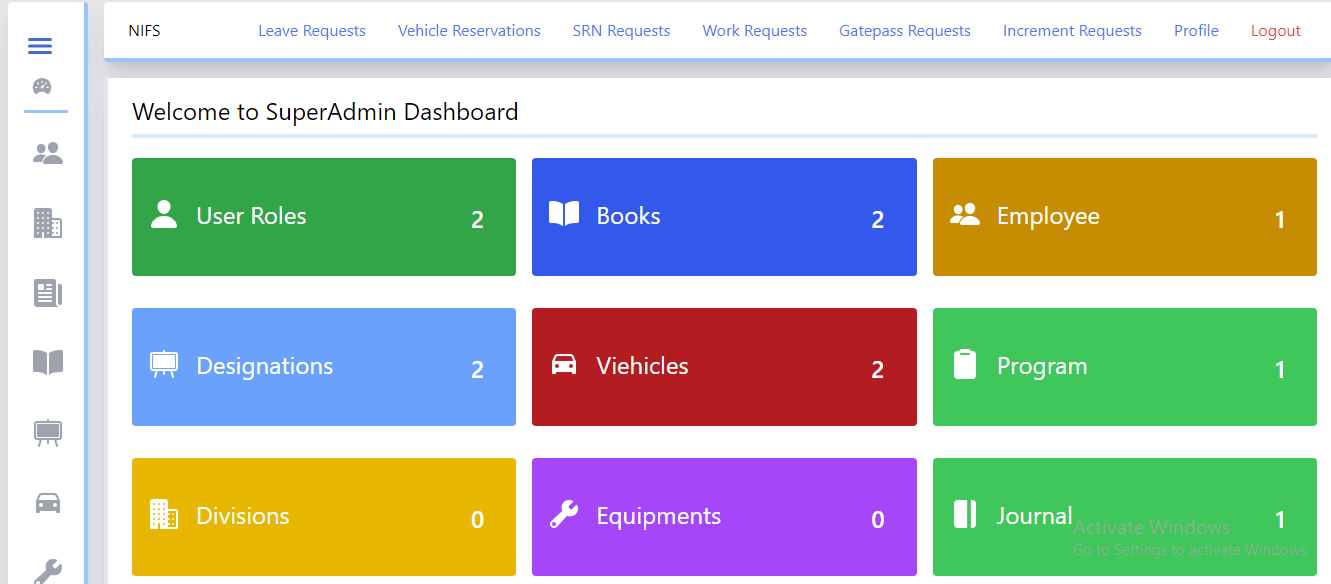 NIFS Leave Requests Vehicle Reservations SRN Requests Work Requests Gatepass Requests Increment Requests Profile Logout
Welcome to SuperAdmin Dashboard
User Roles 2
Books 2
Employee 1
Designations 2
Viehicles 2
Program 1
Divisions 0
Equipments 0
Journal 1
Activate Windows
Go to Settings to activate Windows.